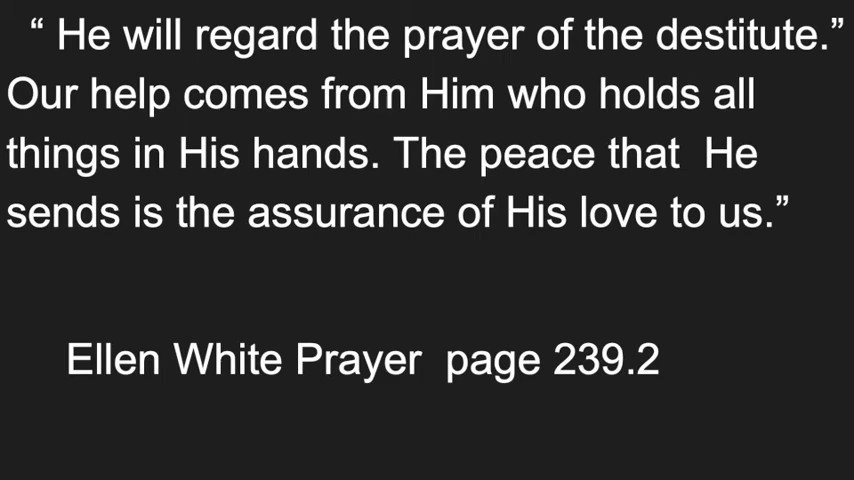 “ He will regard the prayer of the destitute.”
Our help comes from Him who holds all
things in His hands. The peace that  He
sends is the assurance of His love to us.”
Ellen White Prayer  page 239.2